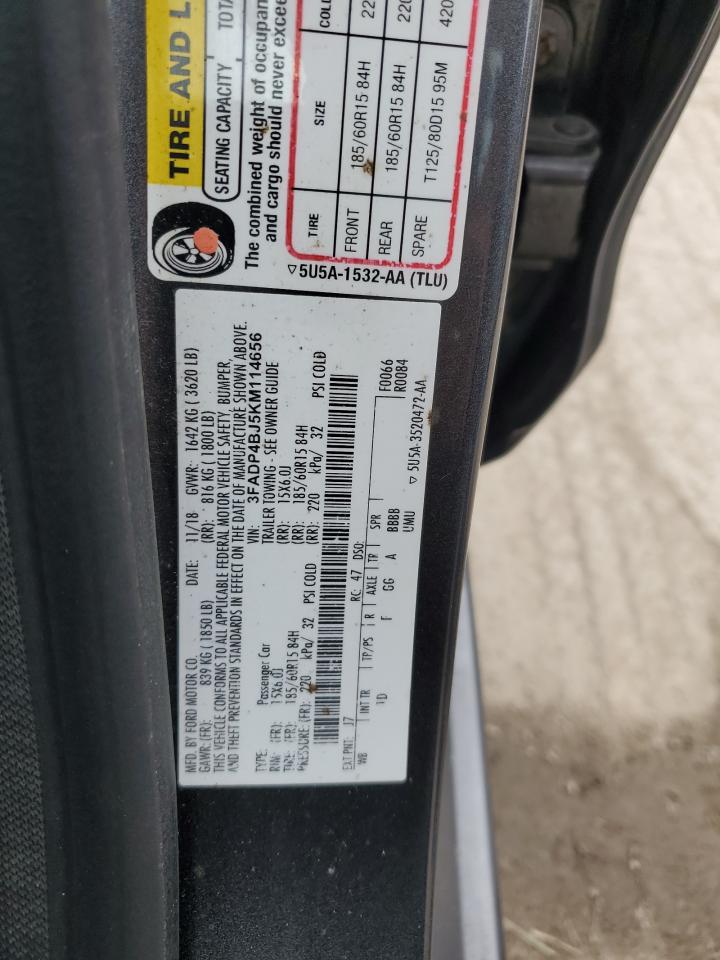 TIRE AND L
SEATING CAPACITY TOTA
The combined weight of occupan
and cargo should never excee
TIRE SIZE COLD
FRONT 185/60R15 84H 22
REAR 185/60R15 84H 220
SPARE T125/80D15 95M 420
▽5U5A-1532-AA (TLU)
MFD. BY FORD MOTOR CO. DATE: 11/18 GVWR: 1642 KG ( 3620 LB)
GAWR: (FR): 839 KG ( 1850 LB) (RR): 816 KG ( 1800 LB)
THIS VEHICLE CONFORMS TO ALL APPLICABLE FEDERAL MOTOR VEHICLE SAFETY, BUMPER,
AND THEFT PREVENTION STANDARDS IN EFFECT ON THE DATE OF MANUFACTURE SHOWN ABOVE.
VIN: 3FADP4BJ5KM114656
TYPE: Passenger Car TRAILER TOWING - SEE OWNER GUIDE
RIM: (FR): 15X6.0J (RR): 15X6.0J
TIRE: (FR): 185/60R15 84H (RR): 185/60R15 84H
PRESSURE: (FR): 220 kPa/ 32 PSI COLD (RR): 220 kPa/ 32 PSI COLD
EXT PNT: J7 RC: 47 DSO: F0066
WB INT TR TP/PS R AXLE TR SPR R0084
1D F GG A BBBB
UMU ▽ 5U5A-3520472-AA